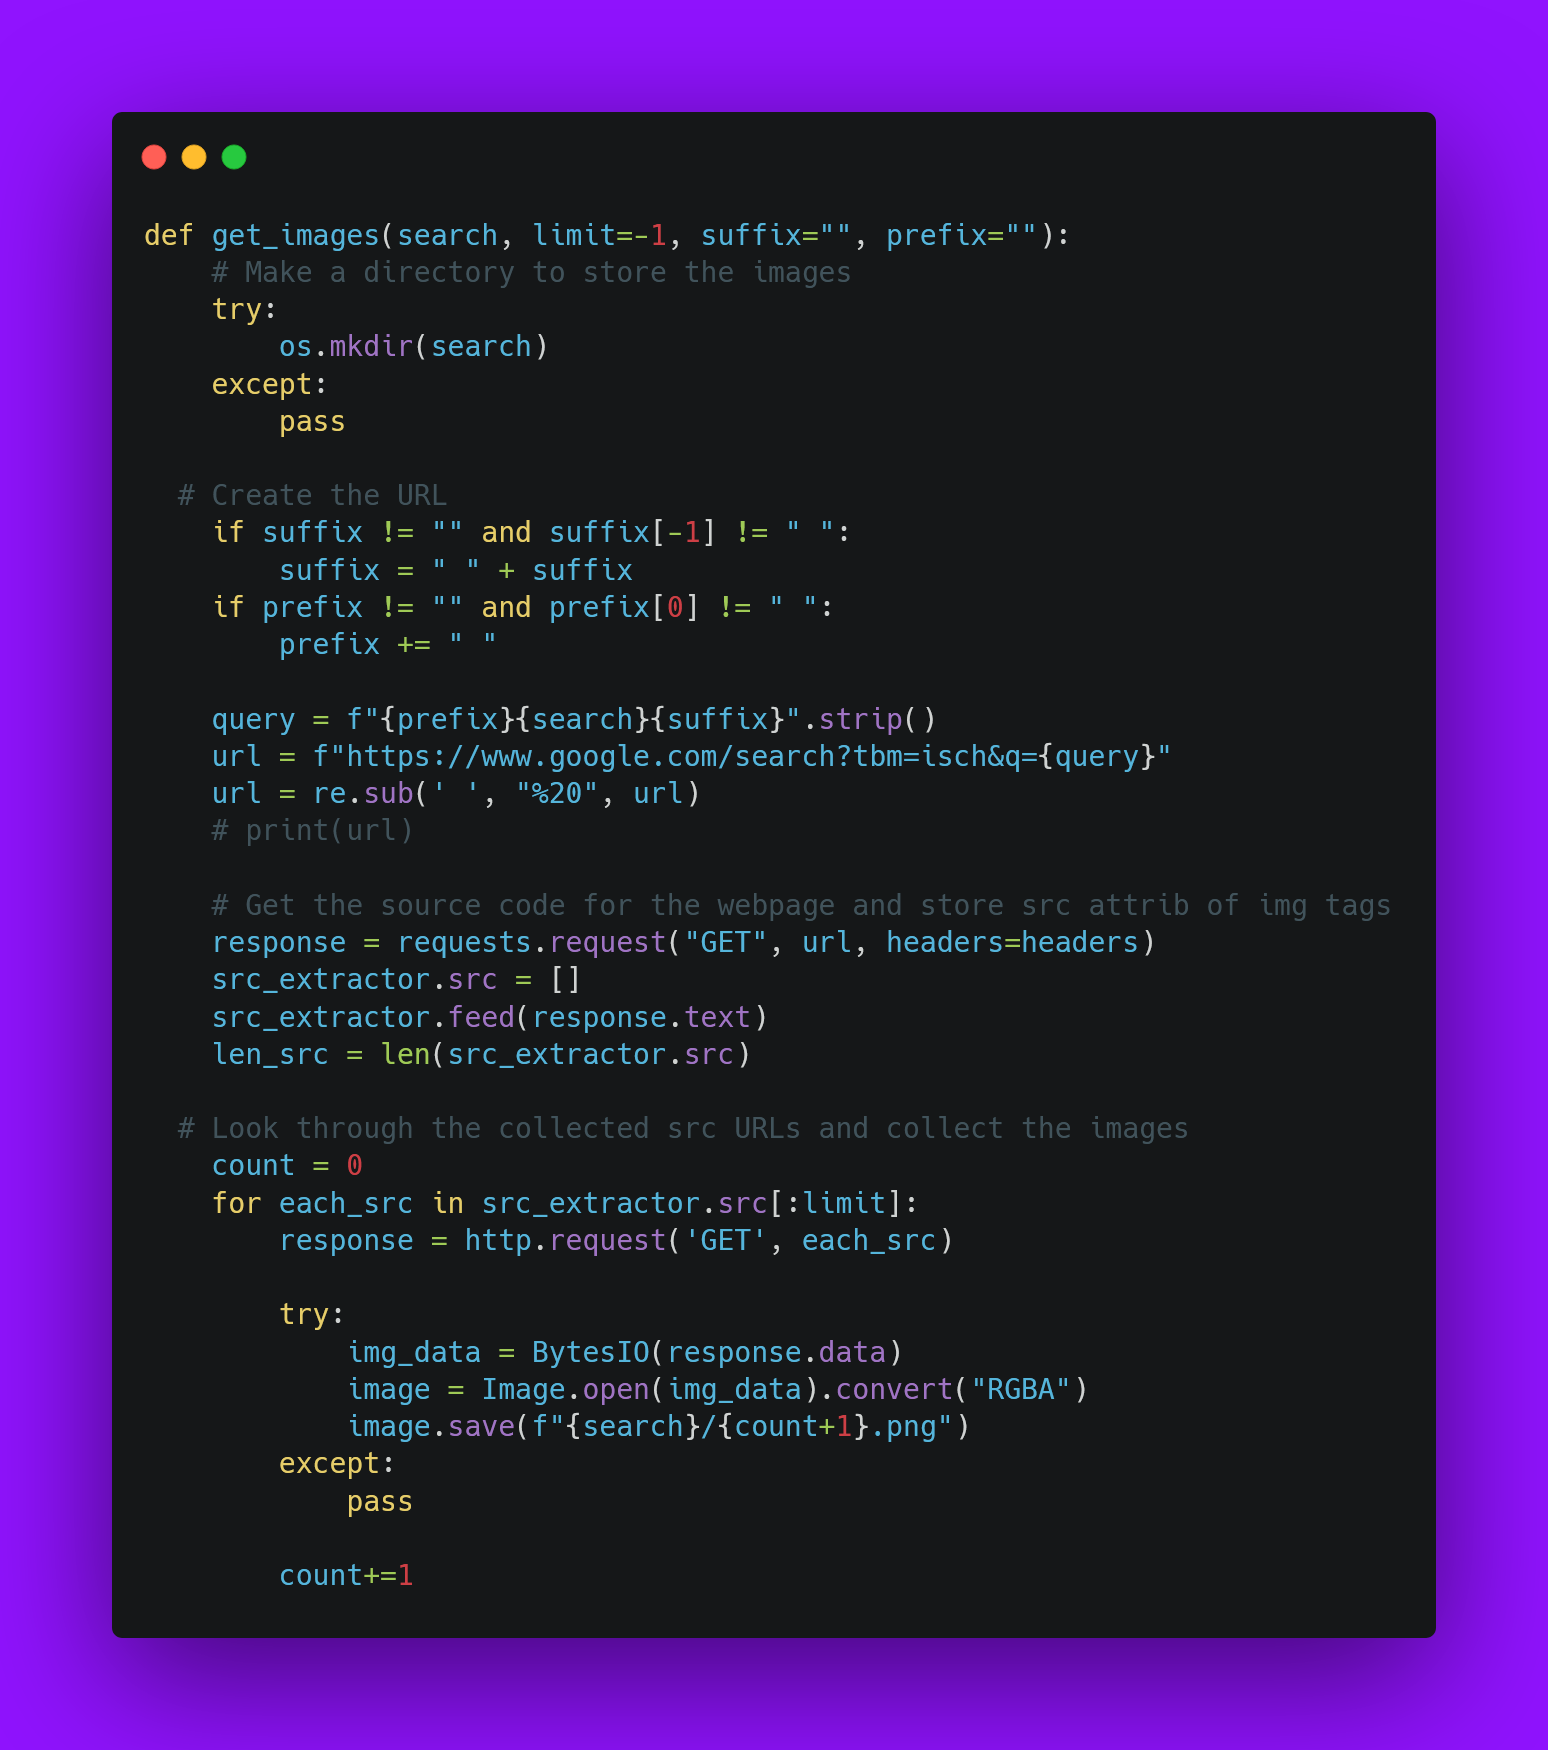 def get_images(search, limit=-1, suffix="", prefix=""):
    # Make a directory to store the images
    try:
        os.mkdir(search)
    except:
        pass

  # Create the URL
    if suffix != "" and suffix[-1] != " ":
        suffix = " " + suffix
    if prefix != "" and prefix[0] != " ":
        prefix += " "

    query = f"{prefix}{search}{suffix}".strip()
    url = f"https://www.google.com/search?tbm=isch&q={query}"
    url = re.sub(' ', "%20", url)
    # print(url)

    # Get the source code for the webpage and store src attrib of img tags
    response = requests.request("GET", url, headers=headers)
    src_extractor.src = []
    src_extractor.feed(response.text)
    len_src = len(src_extractor.src)

  # Look through the collected src URLs and collect the images
    count = 0
    for each_src in src_extractor.src[:limit]:
        response = http.request('GET', each_src)

        try:
            img_data = BytesIO(response.data)
            image = Image.open(img_data).convert("RGBA")
            image.save(f"{search}/{count+1}.png")
        except:
            pass

        count+=1